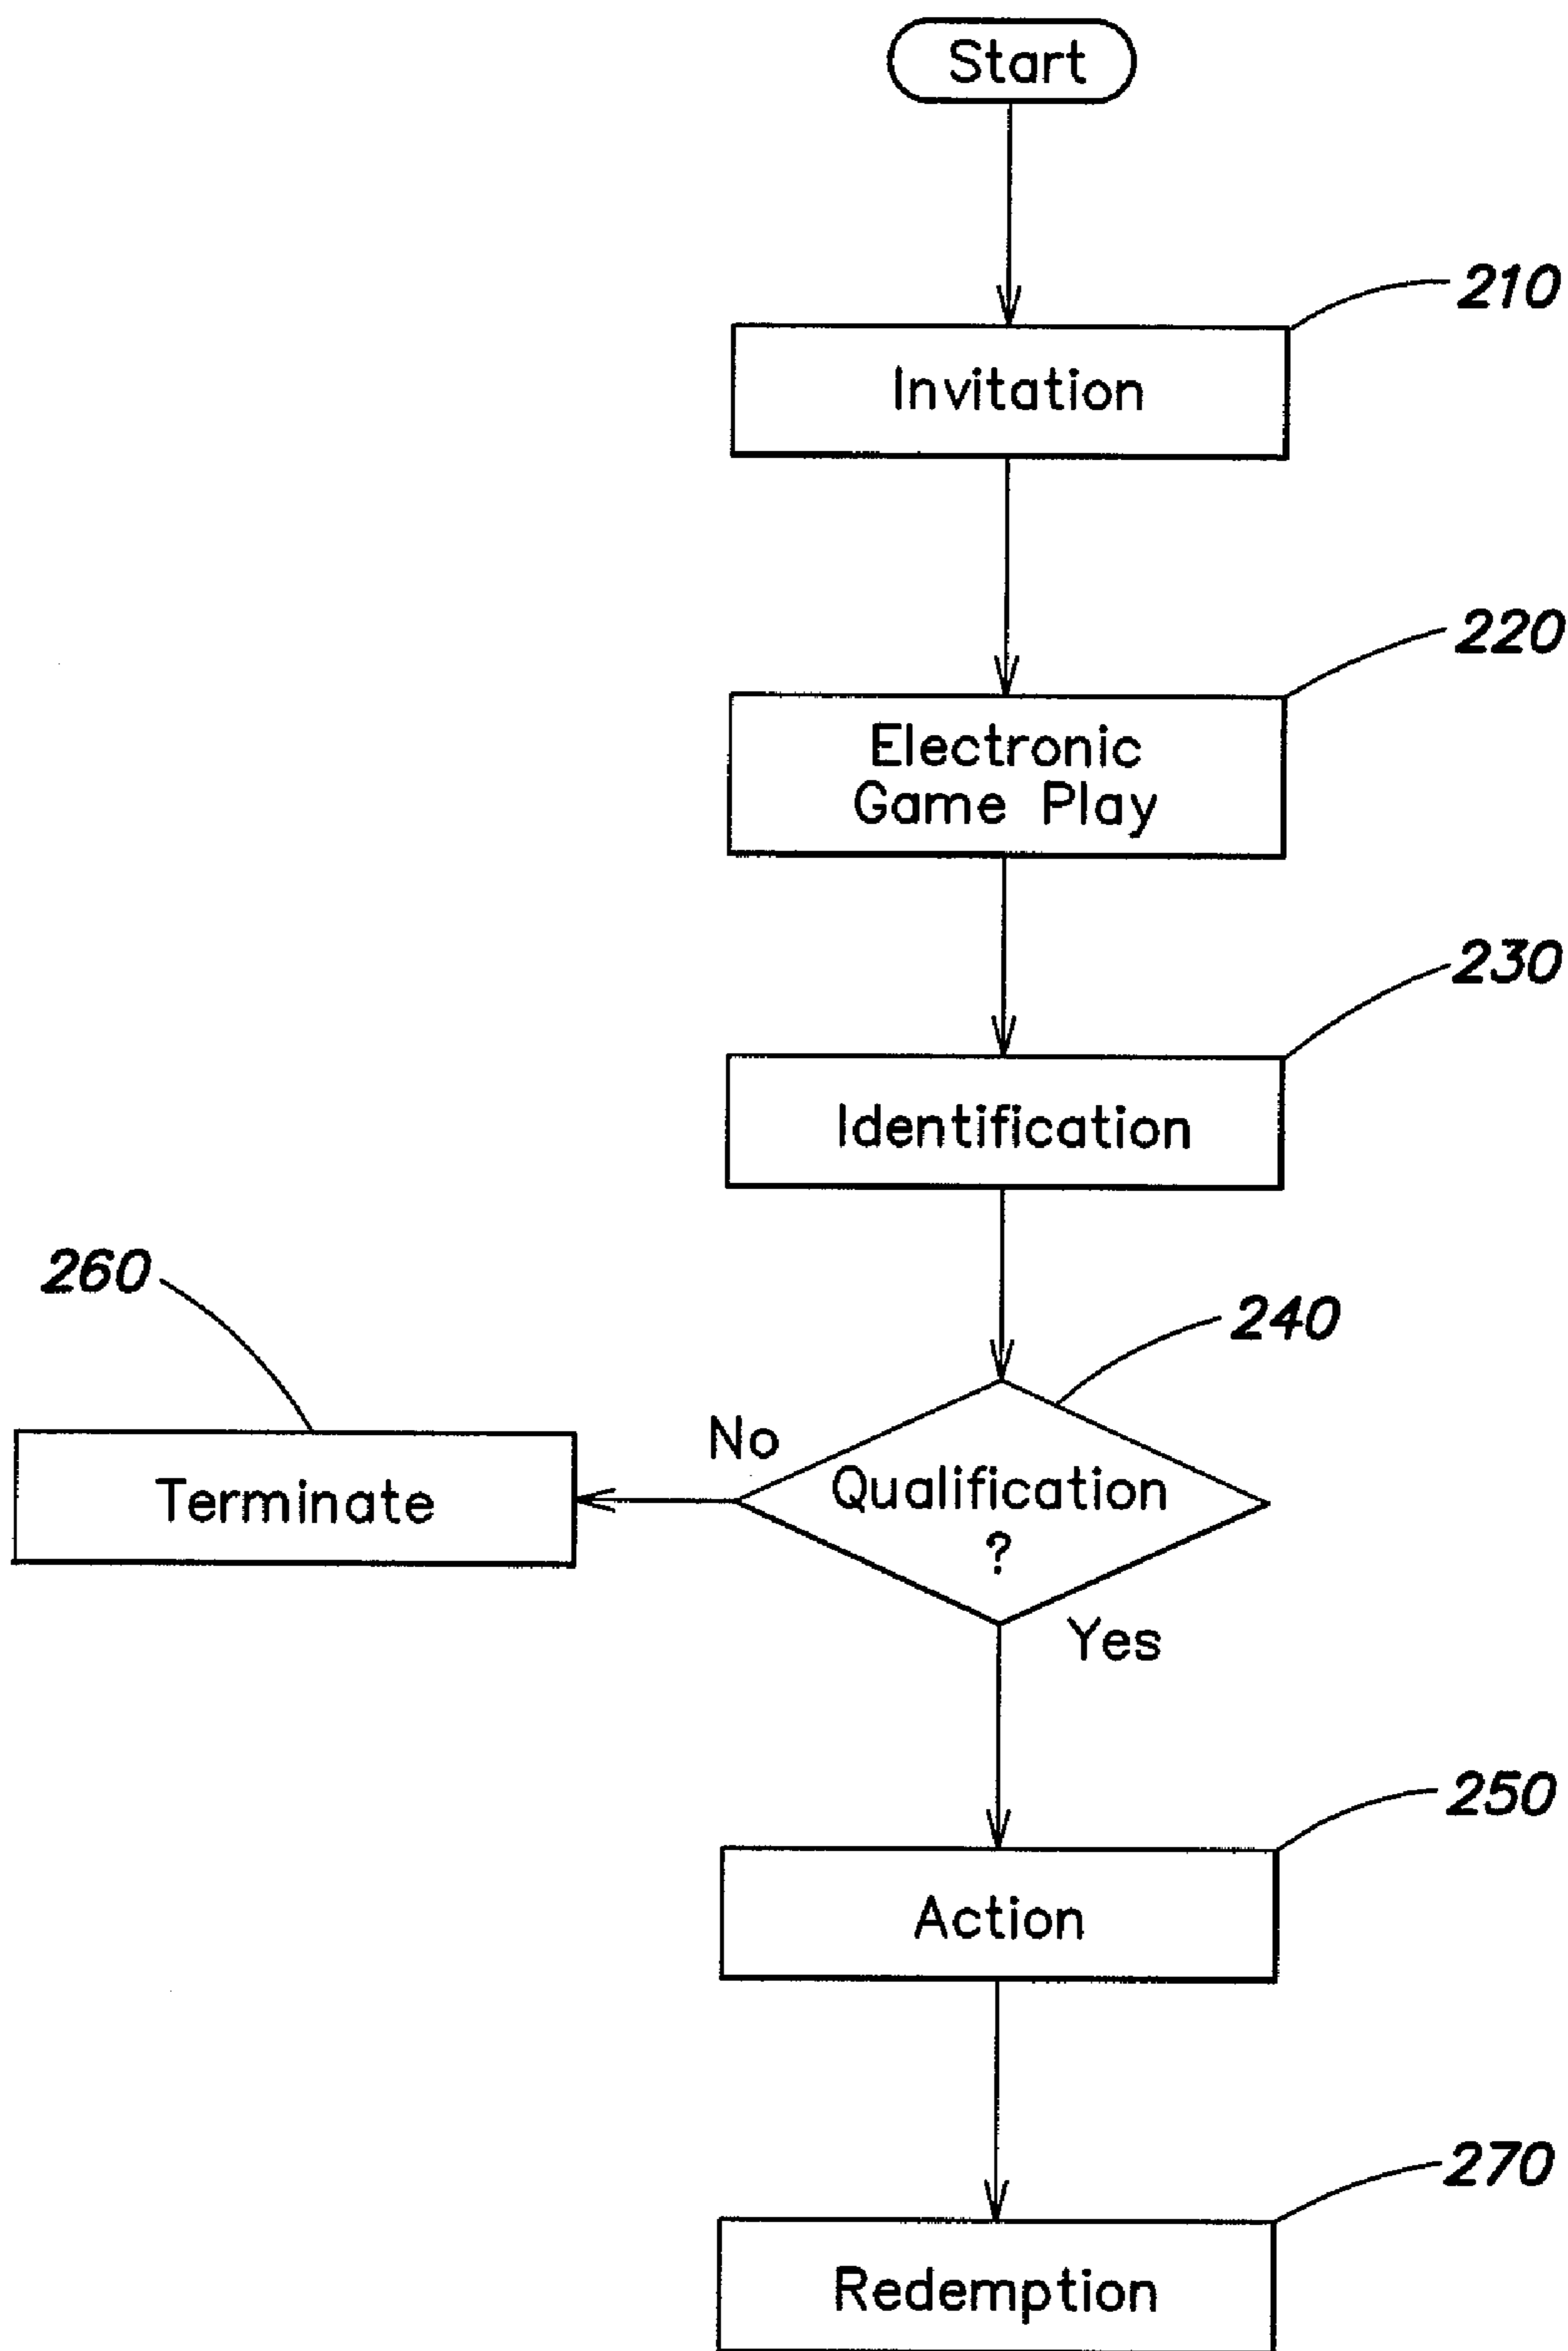 Start
210
Invitation
220
Electronic
Game Play
230
Identification
260
240
No
Terminate
Qualification
?
Yes
250
Action
270
Redemption